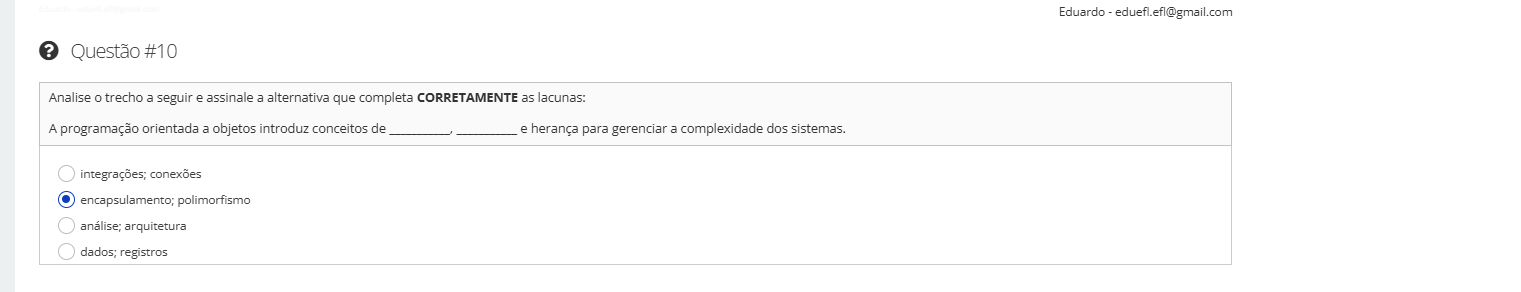 Eduardo - eduefl.efl@gmail.com
? Questão #10
Analise o trecho a seguir e assinale a alternativa que completa CORRETAMENTE as lacunas:
A programação orientada a objetos introduz conceitos de __________, __________ e herança para gerenciar a complexidade dos sistemas.
integrações; conexões
encapsulamento; polimorfismo
análise; arquitetura
dados; registros